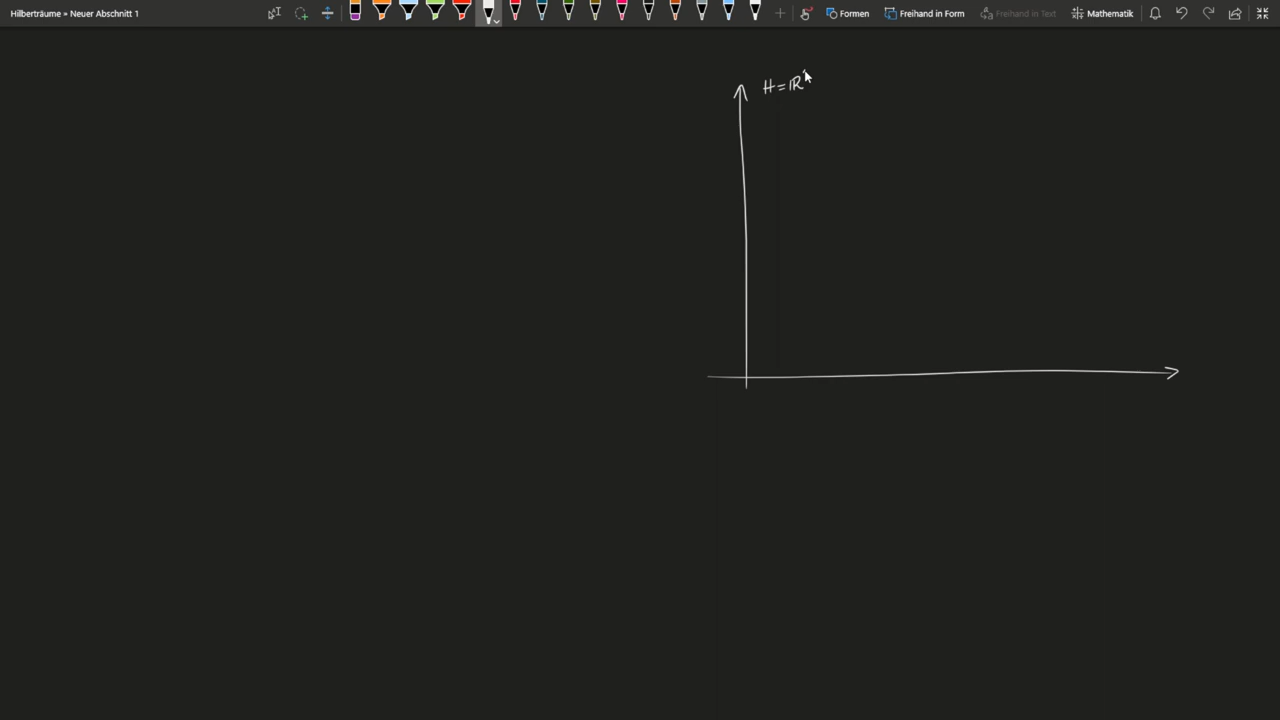 Hilberträume » Neuer Abschnitt 1
Formen
Freihand in Form
Freihand in Text
Mathematik
H = ℝ